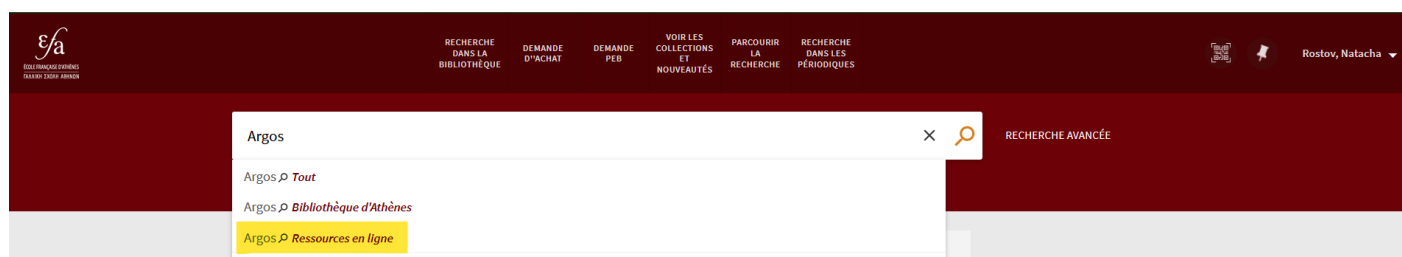 εfa
ÉCOLE FRANÇAISE D'ATHÈNES
ΓΑΛΛΙΚΗ ΣΧΟΛΗ ΑΘΗΝΩΝ
RECHERCHE
DANS LA
BIBLIOTHÈQUE
DEMANDE
D''ACHAT
DEMANDE
PEB
VOIR LES
COLLECTIONS
ET
NOUVEAUTÉS
PARCOURIR
LA
RECHERCHE
RECHERCHE
DANS LES
PÉRIODIQUES
Rostov, Natacha
Argos
RECHERCHE AVANCÉE
Argos Tout
Argos Bibliothèque d'Athènes
Argos Ressources en ligne